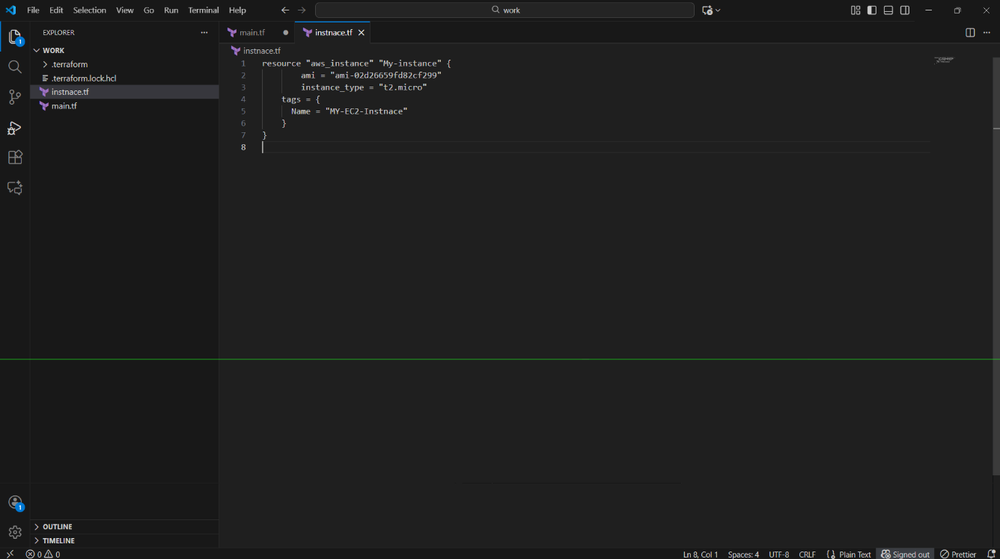 File Edit Selection View Go Run Terminal Help
work
EXPLORER
WORK
.terraform
.terraform.lock.hcl
instnace.tf
main.tf
OUTLINE
TIMELINE
1
1
main.tf
instnace.tf
instnace.tf
1 resource "aws_instance" "My-instance" {
2 ami = "ami-02d26659fd82cf299"
3 instance_type = "t2.micro"
4 tags = {
5 Name = "MY-EC2-Instnace"
6 }
7 }
8
0 0
Ln 8, Col 1 Spaces: 4 UTF-8 CRLF {} Plain Text Signed out Prettier